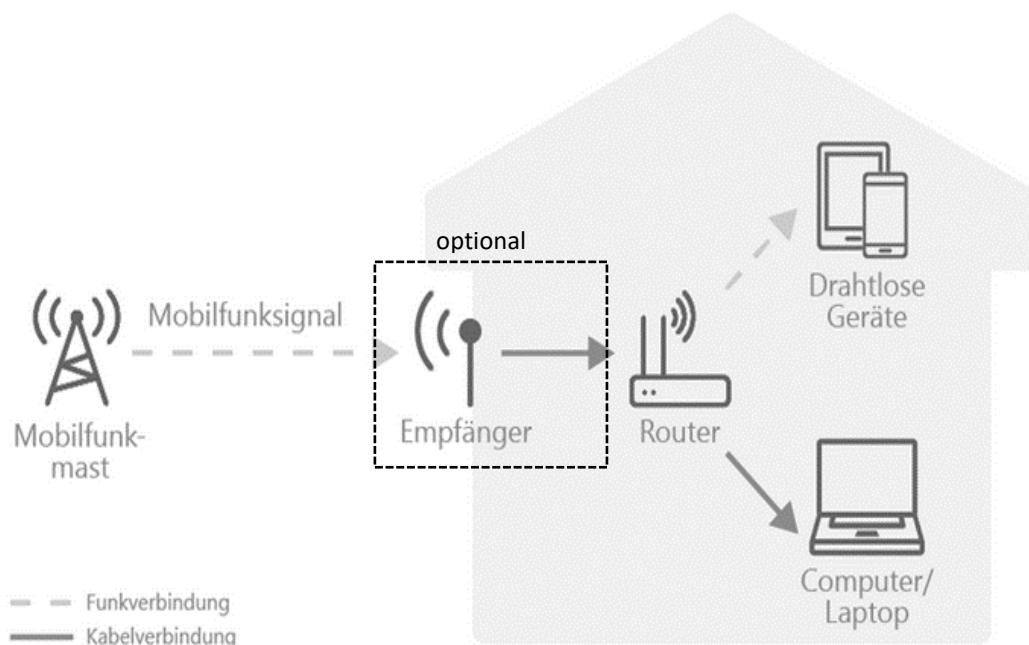 optional
Mobilfunksignal
Mobilfunk-
mast
Empfänger
Router
Drahtlose
Geräte
Computer/
Laptop
Funkverbindung
Kabelverbindung